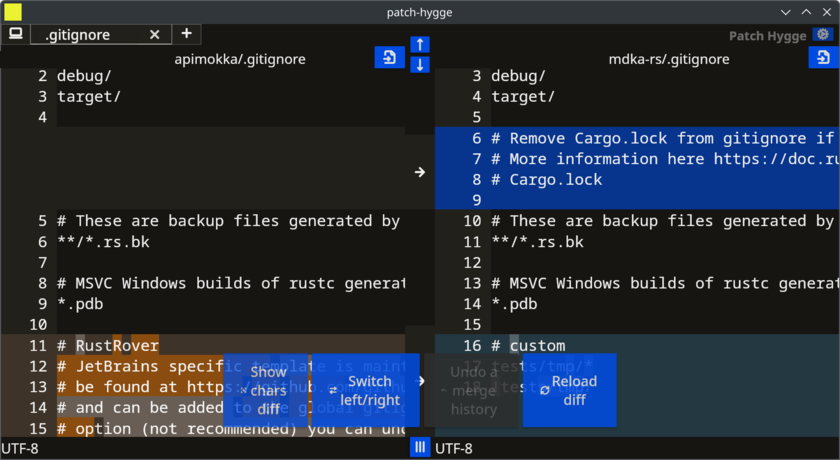 patch-hygge
.gitignore
Patch Hygge
apimokka/.gitignore
2 debug/
3 target/
4
5 # These are backup files generated by
6 **/*.rs.bk
7
8 # MSVC Windows builds of rustc generat
9 *.pdb
10
11 # RustRover
12 # JetBrains specific template is maint
13 # be found at https://github.com/github
14 # and can be added to the global gitig
15 # option (not recommended) you can unc
UTF-8
mdka-rs/.gitignore
3 debug/
4 target/
5
6 # Remove Cargo.lock from gitignore if
7 # More information here https://doc.ru
8 # Cargo.lock
9
10 # These are backup files generated by
11 **/*.rs.bk
12
13 # MSVC Windows builds of rustc generat
14 *.pdb
15
16 # custom
17 tests/tmp/*
18 !tests/tmp/
UTF-8
Show
chars
diff
Switch
left/right
Undo a
merge
history
Reload
diff